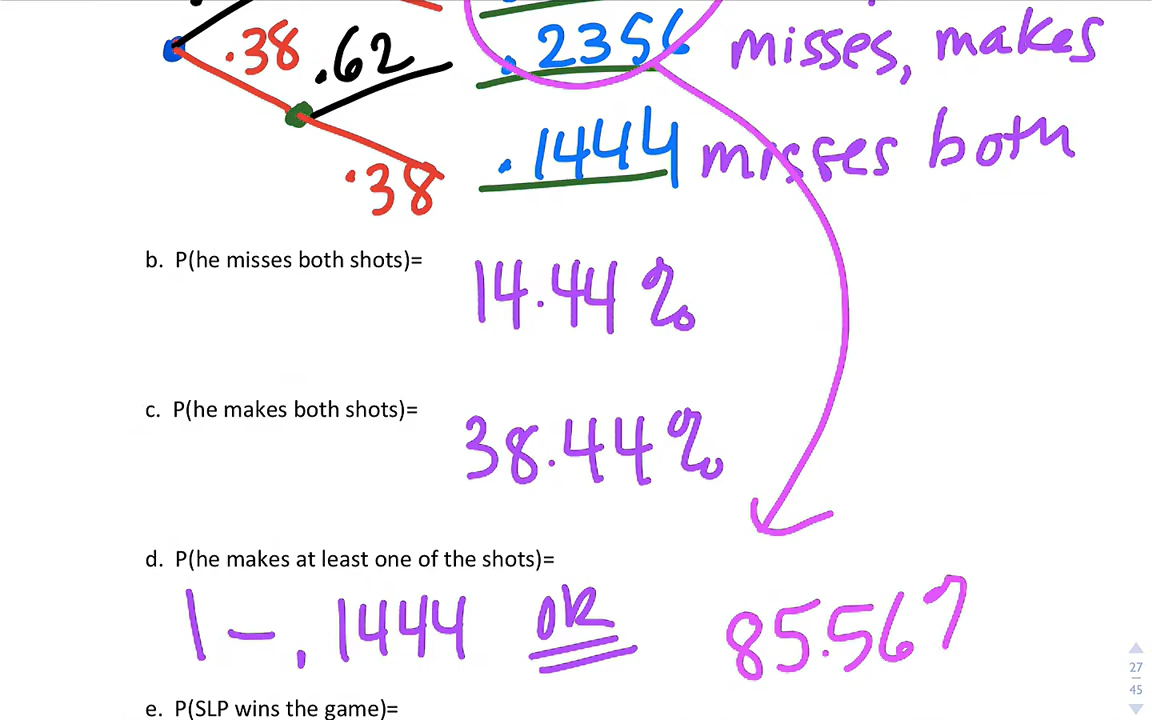 .38 .62 .2356 misses, makes
.38 .1444 misses both
b. P(he misses both shots)= 14.44%
c. P(he makes both shots)= 38.44%
d. P(he makes at least one of the shots)=
1 - .1444 OR 85.56
e. P(SLP wins the game)=
27
45